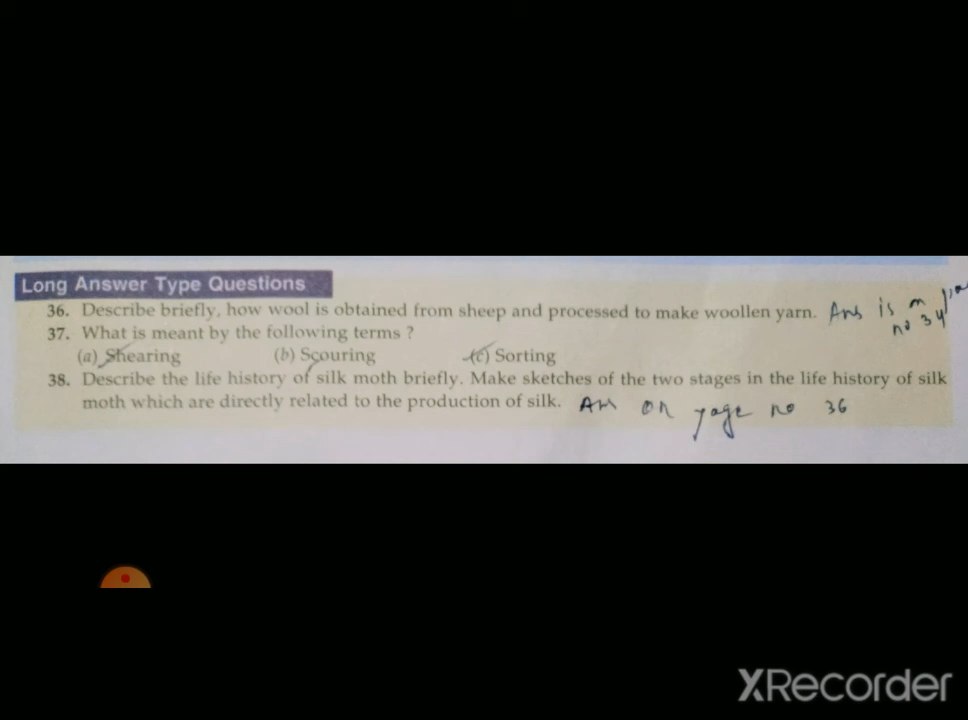 Long Answer Type Questions
36. Describe briefly, how wool is obtained from sheep and processed to make woollen yarn. Ans is
no 34
37. What is meant by the following terms ?
(a) Shearing (b) Scouring (c) Sorting
38. Describe the life history of silk moth briefly. Make sketches of the two stages in the life history of silk
moth which are directly related to the production of silk. Ans on page no 36
XRecorder